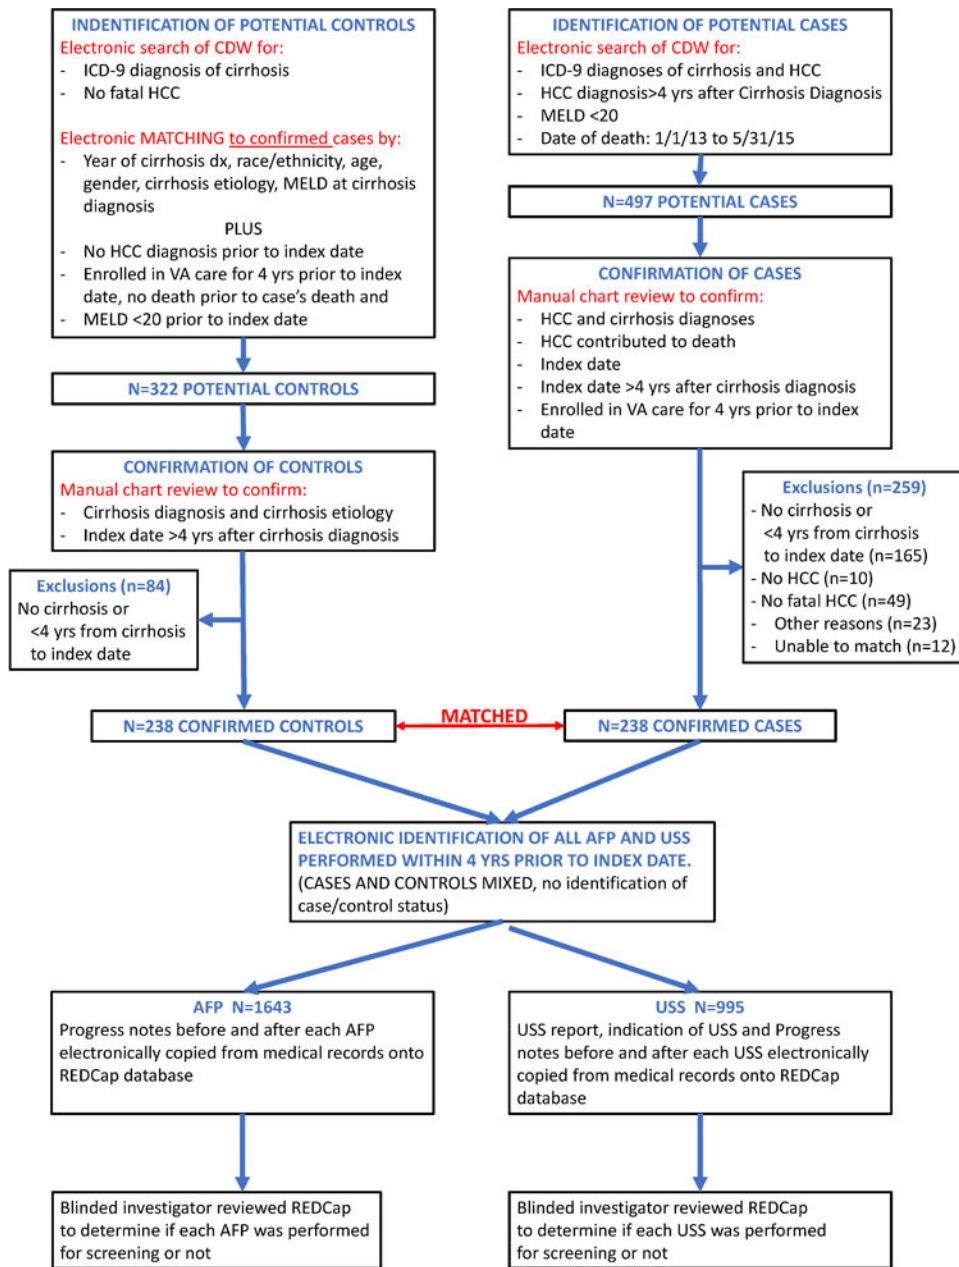 INDENTIFICATION OF POTENTIAL CONTROLS
Electronic search of CDW for:
- ICD-9 diagnosis of cirrhosis
- No fatal HCC
Electronic MATCHING to confirmed cases by:
- Year of cirrhosis dx, race/ethnicity, age,
gender, cirrhosis etiology, MELD at cirrhosis
diagnosis
PLUS
- No HCC diagnosis prior to index date
- Enrolled in VA care for 4 yrs prior to index
date, no death prior to case's death and
- MELD <20 prior to index date
N=322 POTENTIAL CONTROLS
CONFIRMATION OF CONTROLS
Manual chart review to confirm:
- Cirrhosis diagnosis and cirrhosis etiology
- Index date >4 yrs after cirrhosis diagnosis
Exclusions (n=84)
No cirrhosis or
<4 yrs from cirrhosis
to index date
N=238 CONFIRMED CONTROLS
IDENTIFICATION OF POTENTIAL CASES
Electronic search of CDW for:
- ICD-9 diagnoses of cirrhosis and HCC
- HCC diagnosis>4 yrs after Cirrhosis Diagnosis
- MELD <20
- Date of death: 1/1/13 to 5/31/15
N=497 POTENTIAL CASES
CONFIRMATION OF CASES
Manual chart review to confirm:
- HCC and cirrhosis diagnoses
- HCC contributed to death
- Index date
- Index date >4 yrs after cirrhosis diagnosis
- Enrolled in VA care for 4 yrs prior to index
date
Exclusions (n=259)
- No cirrhosis or
<4 yrs from cirrhosis
to index date (n=165)
- No HCC (n=10)
- No fatal HCC (n=49)
- Other reasons (n=23)
- Unable to match (n=12)
MATCHED
N=238 CONFIRMED CASES
ELECTRONIC IDENTIFICATION OF ALL AFP AND USS
PERFORMED WITHIN 4 YRS PRIOR TO INDEX DATE.
(CASES AND CONTROLS MIXED, no identification of
case/control status)
AFP N=1643
Progress notes before and after each AFP
electronically copied from medical records onto
REDCap database
USS N=995
USS report, indication of USS and Progress
notes before and after each USS electronically
copied from medical records onto REDCap
database
Blinded investigator reviewed REDCap
to determine if each AFP was performed
for screening or not
Blinded investigator reviewed REDCap
to determine if each USS was performed
for screening or not